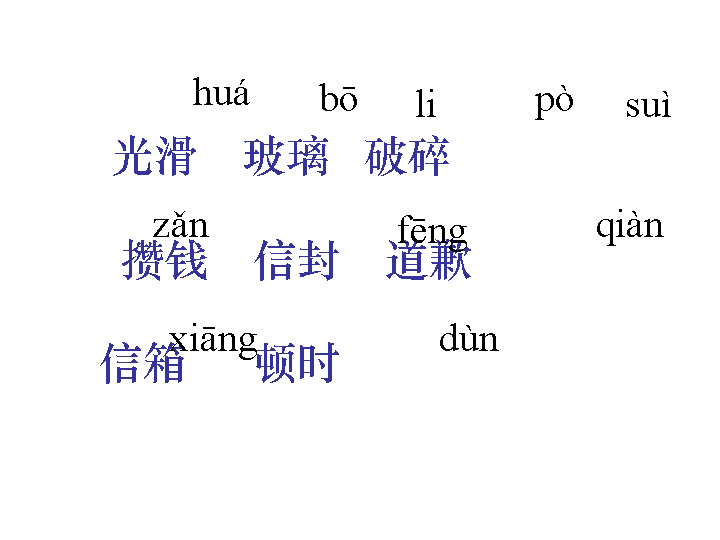 huá bō li pò suì
光滑 玻璃 破碎
zǎn fēng qiàn
攒钱 信封 道歉
xiāng dùn
信箱 顿时